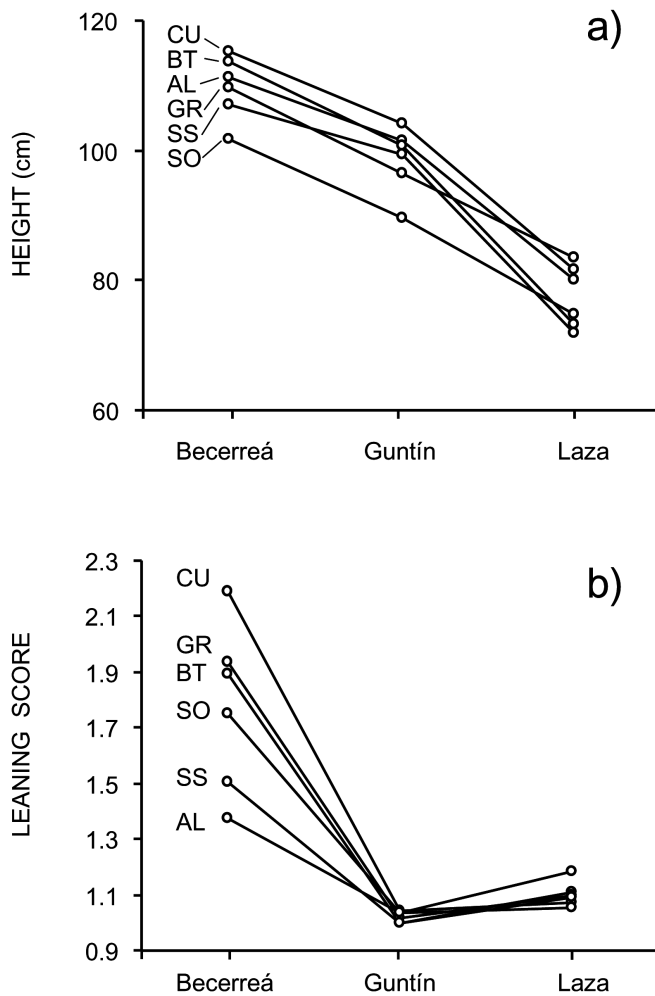 a)
120
CU
BT
AL
GR
SS
SO
100
80
60
HEIGHT (cm)
Becerreá Guntín Laza
b)
2.3
2.1
1.9
1.7
1.5
1.3
1.1
0.9
CU
GR
BT
SO
SS
AL
LEANING SCORE
Becerreá Guntín Laza